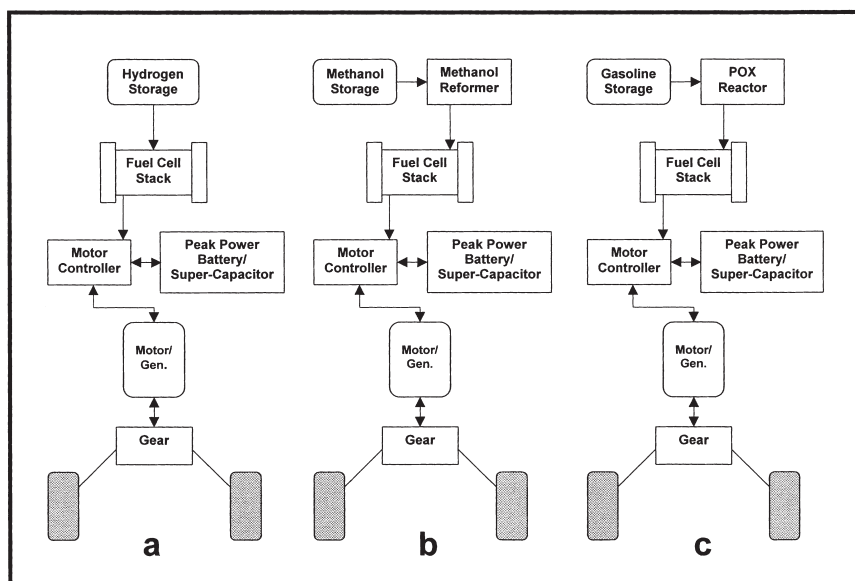 Hydrogen
Storage
Fuel Cell
Stack
Motor
Controller
Peak Power
Battery/
Super-Capacitor
Motor/
Gen.
Gear
a
Methanol
Storage
Methanol
Reformer
Fuel Cell
Stack
Motor
Controller
Peak Power
Battery/
Super-Capacitor
Motor/
Gen.
Gear
b
Gasoline
Storage
POX
Reactor
Fuel Cell
Stack
Motor
Controller
Peak Power
Battery/
Super-Capacitor
Motor/
Gen.
Gear
c